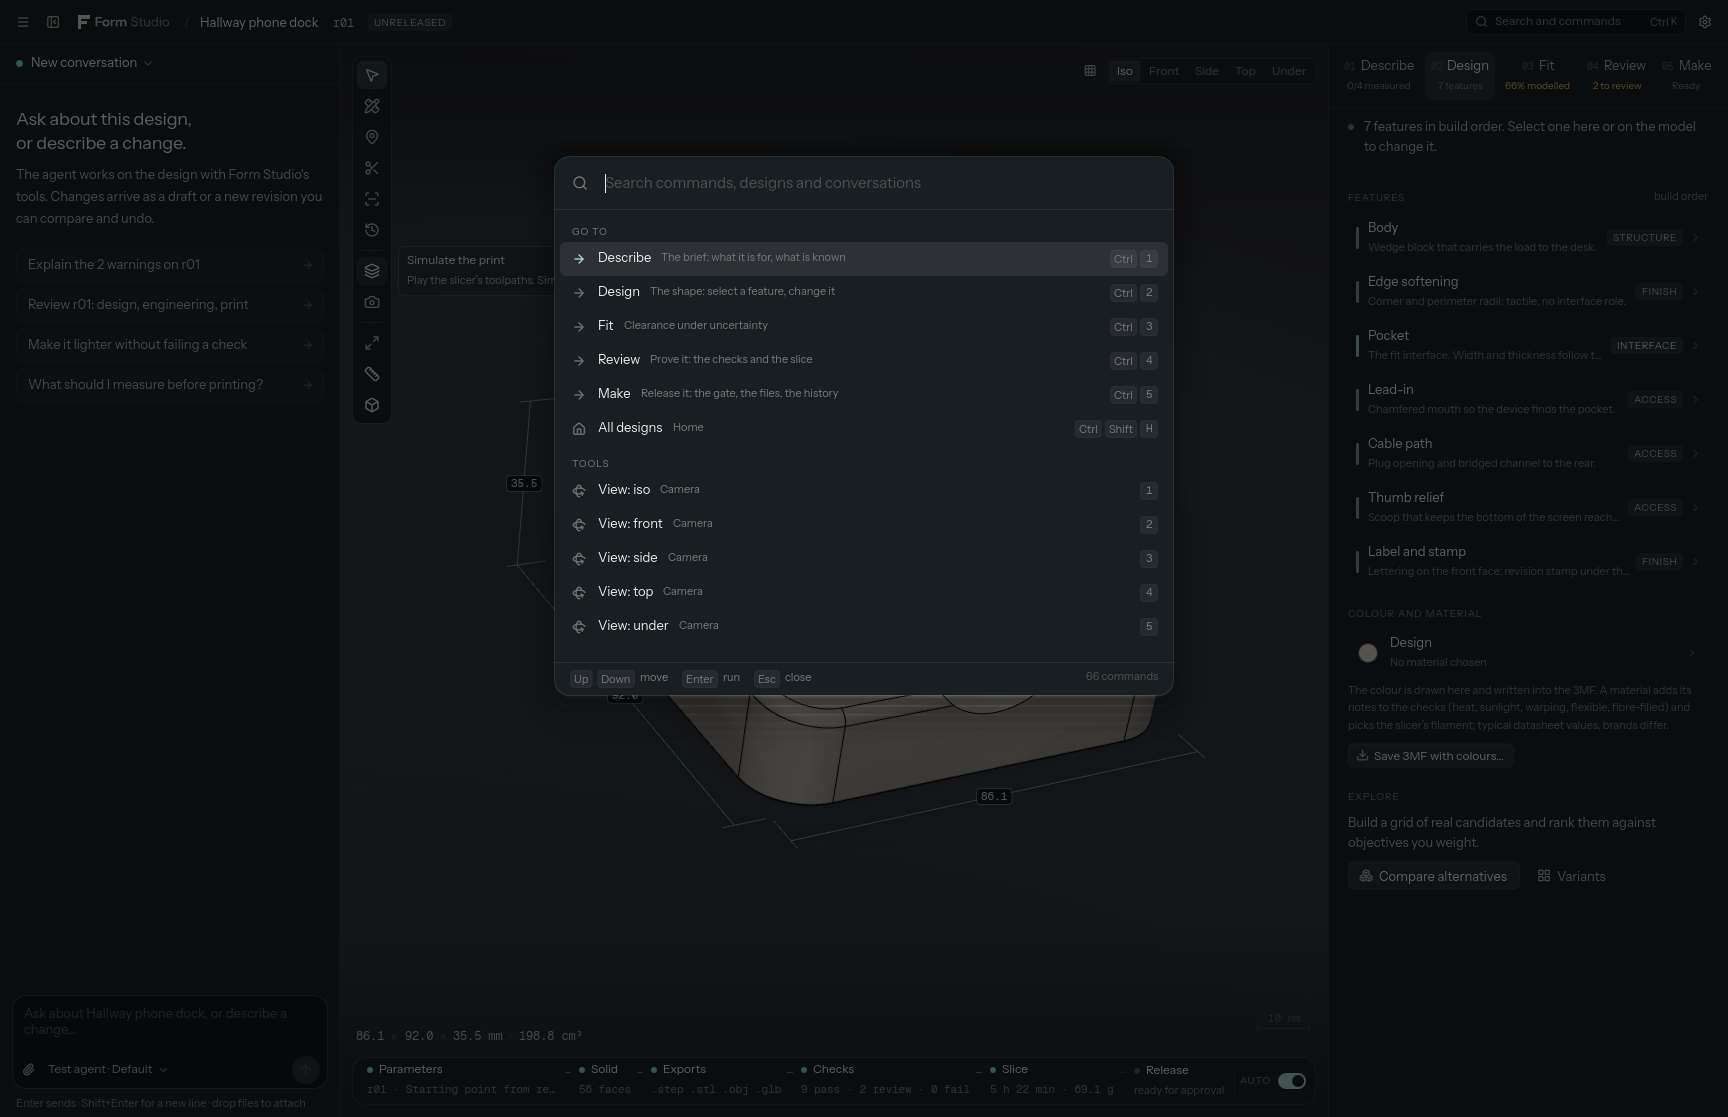 Form Studio / Hallway phone dock r01 UNRELEASED
Search and commands Ctrl K
New conversation
Ask about this design,
or describe a change.
The agent works on the design with Form Studio's
tools. Changes arrive as a draft or a new revision you
can compare and undo.
Explain the 2 warnings on r01
Review r01: design, engineering, print
Make it lighter without failing a check
What should I measure before printing?
Ask about Hallway phone dock, or describe a
change…
Test agent · Default
Enter sends · Shift+Enter for a new line · drop files to attach
Iso Front Side Top Under
Simulate the print
Play the slicer's toolpaths. Sim
35.5
92.0
86.1
Search commands, designs and conversations
GO TO
Describe The brief: what it is for, what is known Ctrl 1
Design The shape: select a feature, change it Ctrl 2
Fit Clearance under uncertainty Ctrl 3
Review Prove it: the checks and the slice Ctrl 4
Make Release it: the gate, the files, the history Ctrl 5
All designs Home Ctrl Shift H
TOOLS
View: iso Camera 1
View: front Camera 2
View: side Camera 3
View: top Camera 4
View: under Camera 5
Up Down move Enter run Esc close 66 commands
10 mm
86.1 × 92.0 × 35.5 mm · 198.8 cm³
Parameters
r01 · Starting point from re…
Solid
56 faces
Exports
.step .stl .obj .glb
Checks
9 pass · 2 review · 0 fail
Slice
5 h 22 min · 69.1 g
Release
ready for approval
AUTO
01 Describe
0/4 measured
02 Design
7 features
03 Fit
66% modelled
04 Review
2 to review
05 Make
Ready
7 features in build order. Select one here or on the model
to change it.
FEATURES build order
Body
Wedge block that carries the load to the desk.
STRUCTURE
Edge softening
Corner and perimeter radii; tactile, no interface role.
FINISH
Pocket
The fit interface. Width and thickness follow t…
INTERFACE
Lead-in
Chamfered mouth so the device finds the pocket.
ACCESS
Cable path
Plug opening and bridged channel to the rear.
ACCESS
Thumb relief
Scoop that keeps the bottom of the screen reach…
ACCESS
Label and stamp
Lettering on the front face; revision stamp under th…
FINISH
COLOUR AND MATERIAL
Design
No material chosen
The colour is drawn here and written into the 3MF. A material adds its
notes to the checks (heat, sunlight, warping, flexible, fibre-filled) and
picks the slicer's filament; typical datasheet values, brands differ.
Save 3MF with colours…
EXPLORE
Build a grid of real candidates and rank them against
objectives you weight.
Compare alternatives
Variants